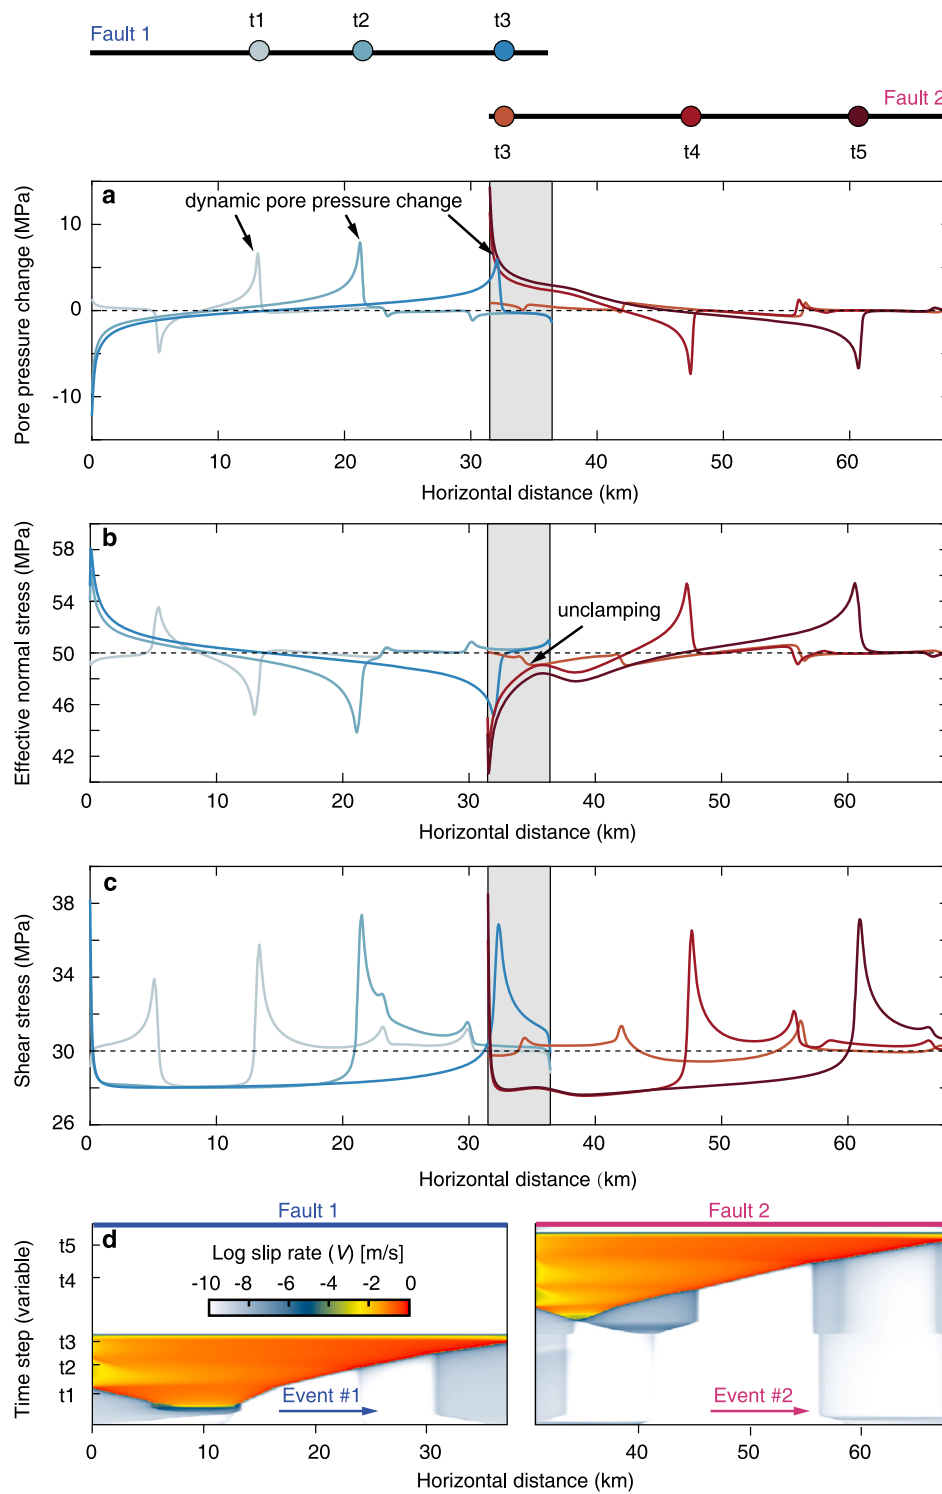 t1 t2 t3
Fault 1
Fault 2
t3 t4 t5
a
dynamic pore pressure change
Pore pressure change (MPa)
10
0
-10
0 10 20 30 40 50 60
Horizontal distance (km)
b
unclamping
Effective normal stress (MPa)
58
54
50
46
42
0 10 20 30 40 50 60
Horizontal distance (km)
c
Shear stress (MPa)
38
34
30
26
0 10 20 30 40 50 60
Horizontal distance (km)
Fault 1
Fault 2
d
Log slip rate (V) [m/s]
-10 -8 -6 -4 -2 0
Time step (variable)
t5
t4
t3
t2
t1
Event #1
Event #2
0 10 20 30
40 50 60
Horizontal distance (km)